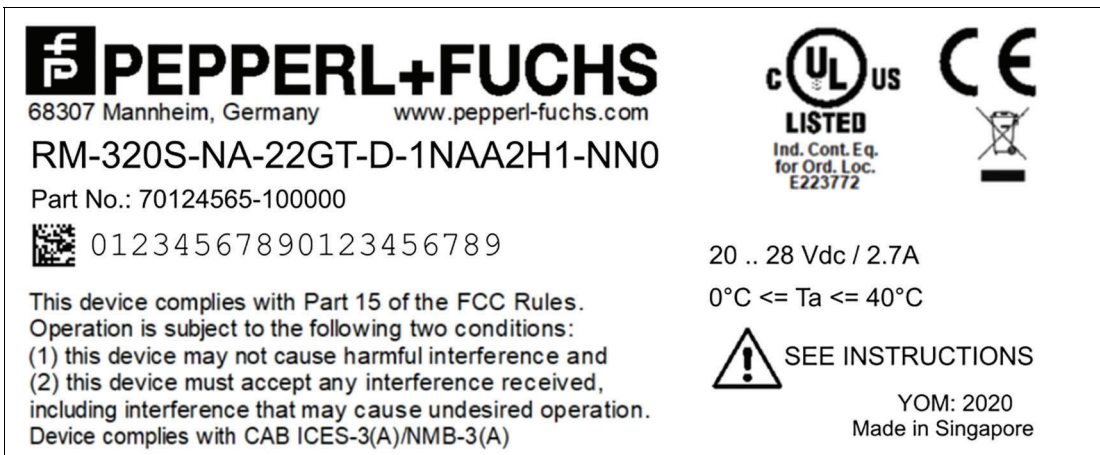 PEPPERL+FUCHS
68307 Mannheim, Germany www.pepperl-fuchs.com
RM-320S-NA-22GT-D-1NAA2H1-NN0
Part No.: 70124565-100000
01234567890123456789
This device complies with Part 15 of the FCC Rules.
Operation is subject to the following two conditions:
(1) this device may not cause harmful interference and
(2) this device must accept any interference received,
including interference that may cause undesired operation.
Device complies with CAB ICES-3(A)/NMB-3(A)
C UL US
LISTED
Ind. Cont. Eq.
for Ord. Loc.
E223772
CE
20 .. 28 Vdc / 2.7A
0°C <= Ta <= 40°C
SEE INSTRUCTIONS
YOM: 2020
Made in Singapore